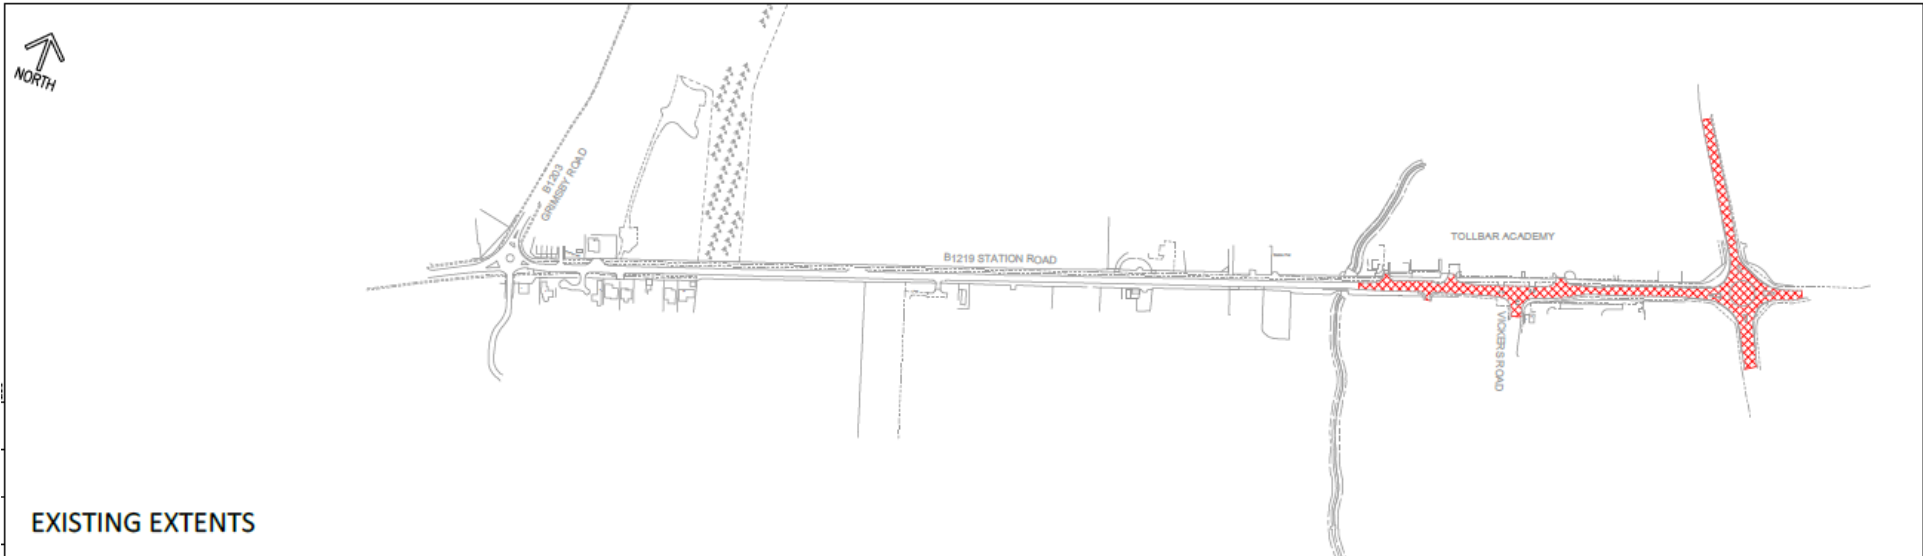 NORTH
B1203
GRIMSBY ROAD
B1219 STATION ROAD
TOLLBAR ACADEMY
VICKERS ROAD
EXISTING EXTENTS